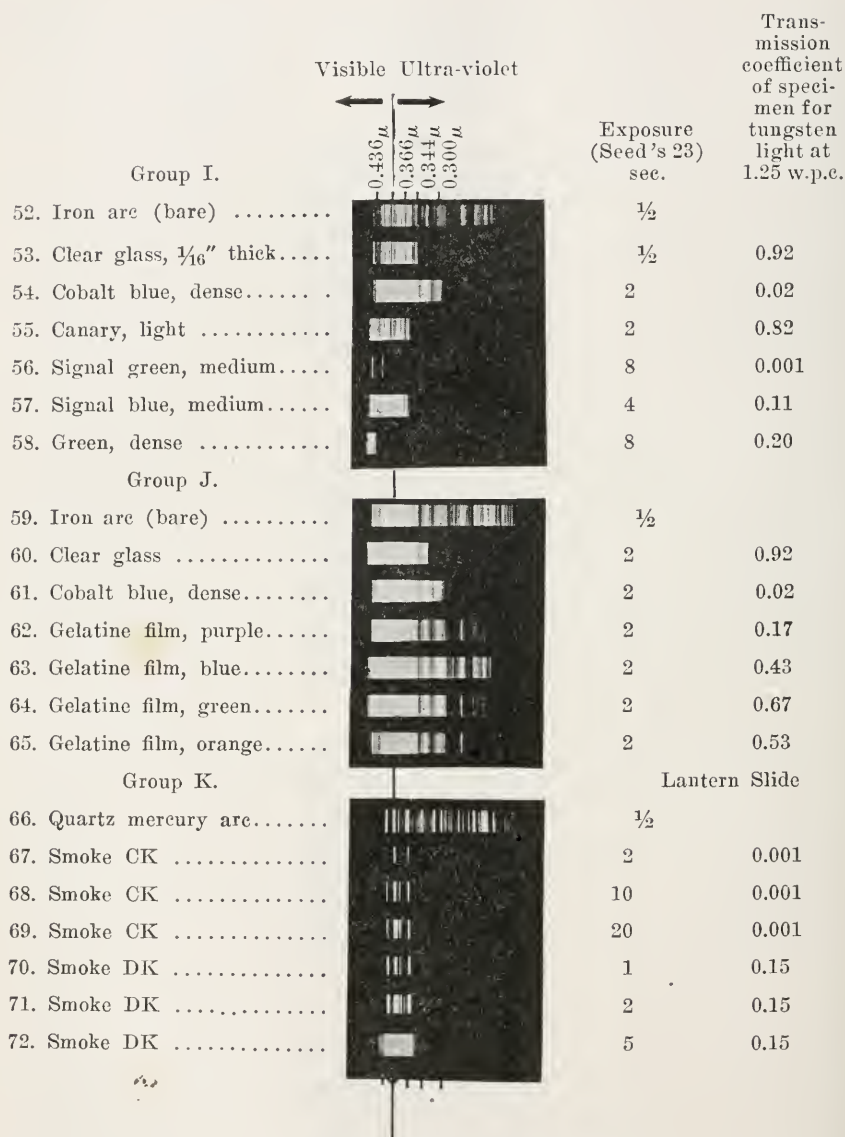 Trans-
mission
coefficient
of speci-
men for
tungsten
light at
1.25 w.p.c.
Visible Ultra-violet
Exposure
(Seed's 23)
sec.
0.436μ
0.366μ
0.344μ
0.300μ
Group I.
52. Iron arc (bare) ......... ½
53. Clear glass, 1/16" thick..... ½ 0.92
54. Cobalt blue, dense....... . 2 0.02
55. Canary, light ............ 2 0.82
56. Signal green, medium..... 8 0.001
57. Signal blue, medium...... 4 0.11
58. Green, dense ............ 8 0.20
Group J.
59. Iron arc (bare) .......... ½
60. Clear glass .............. 2 0.92
61. Cobalt blue, dense........ 2 0.02
62. Gelatine film, purple...... 2 0.17
63. Gelatine film, blue........ 2 0.43
64. Gelatine film, green....... 2 0.67
65. Gelatine film, orange...... 2 0.53
Group K. Lantern Slide
66. Quartz mercury arc....... ½
67. Smoke CK .............. 2 0.001
68. Smoke CK .............. 10 0.001
69. Smoke CK .............. 20 0.001
70. Smoke DK .............. 1 0.15
71. Smoke DK .............. 2 0.15
72. Smoke DK .............. 5 0.15